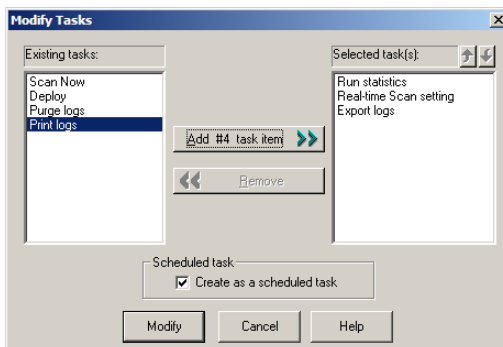 Modify Tasks
Existing tasks:
Selected task(s):
Scan Now
Deploy
Purge logs
Print logs
Add #4 task item
Remove
Run statistics
Real-time Scan setting
Export logs
Scheduled task
Create as a scheduled task
Modify
Cancel
Help